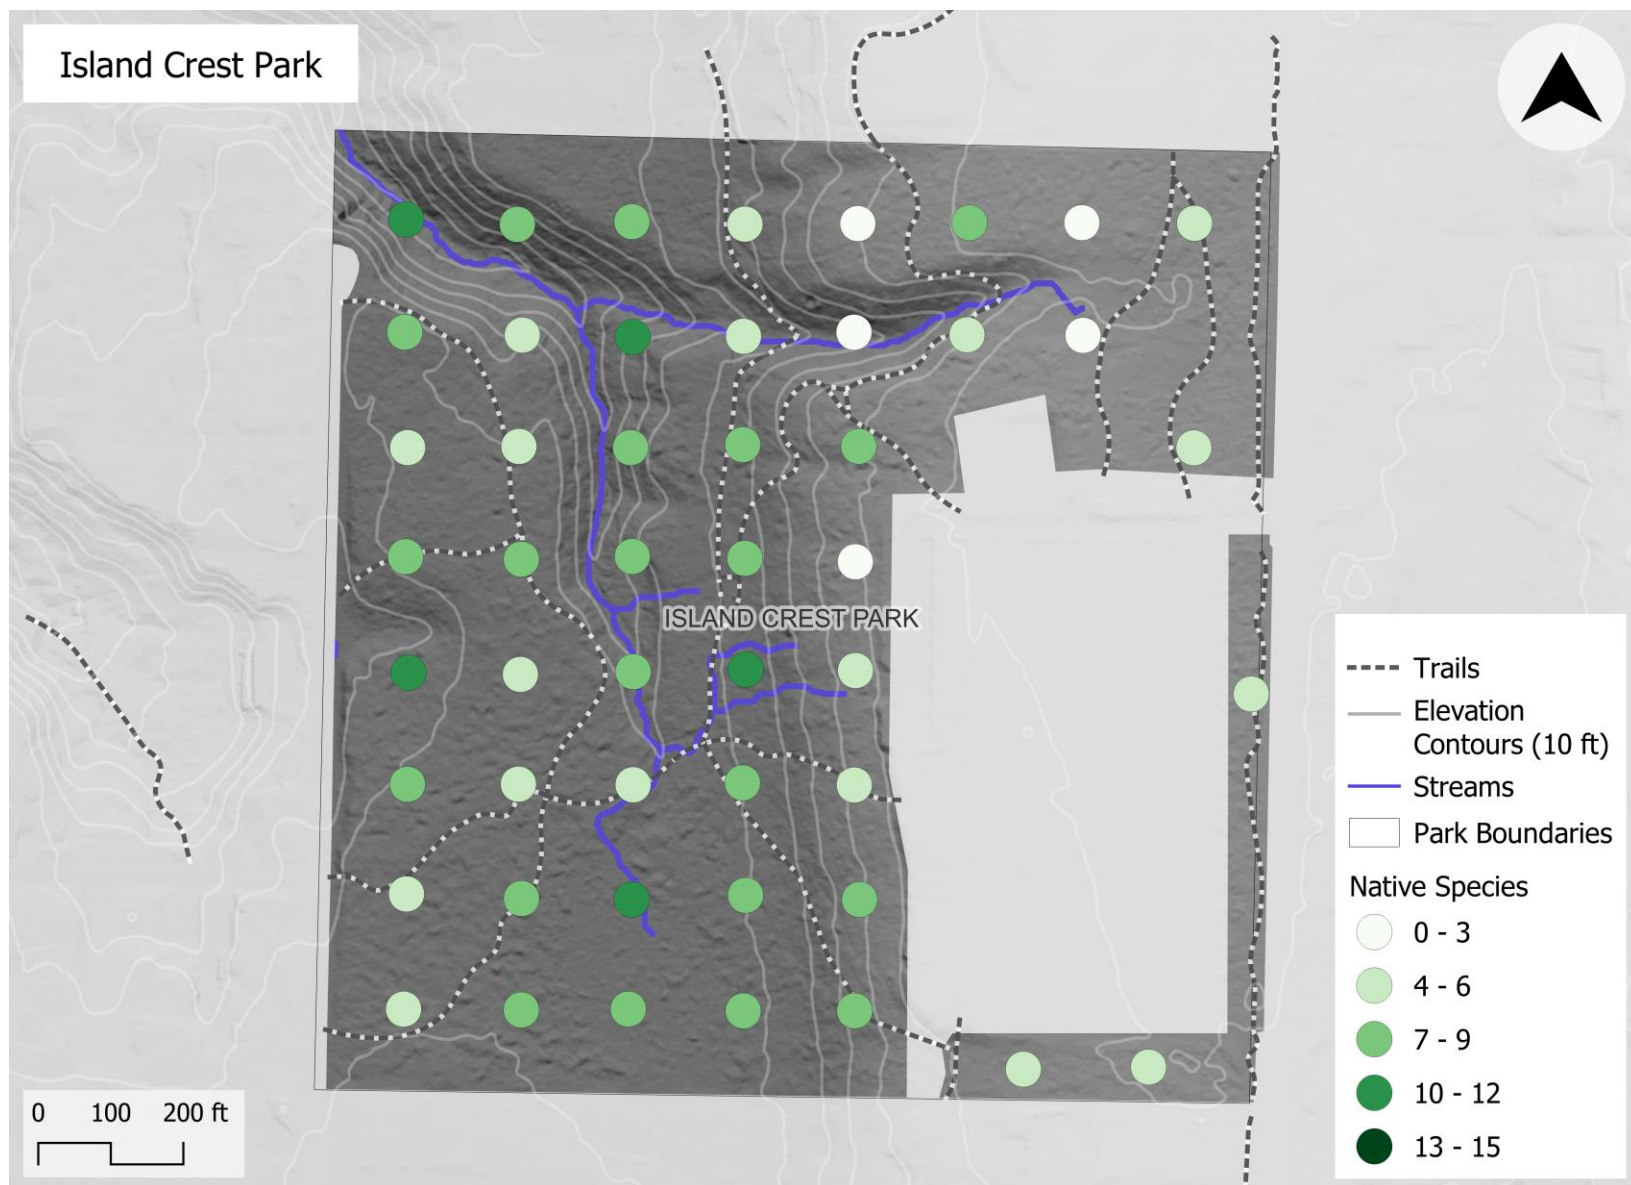 Island Crest Park
ISLAND CREST PARK
Trails
Elevation
Contours (10 ft)
Streams
Park Boundaries
Native Species
0 - 3
4 - 6
7 - 9
10 - 12
13 - 15
0 100 200 ft